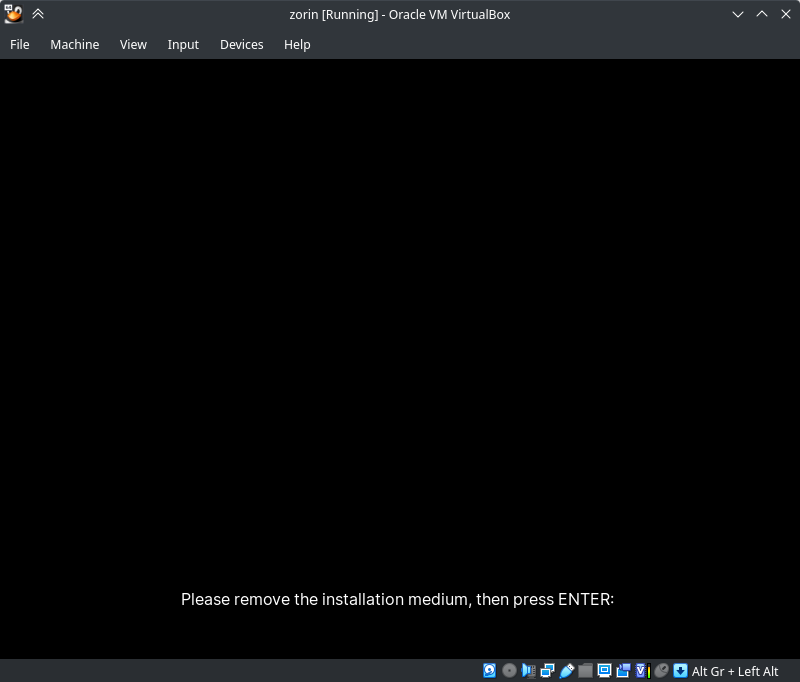 zorin [Running] - Oracle VM VirtualBox
File Machine View Input Devices Help
Please remove the installation medium, then press ENTER:
Alt Gr + Left Alt